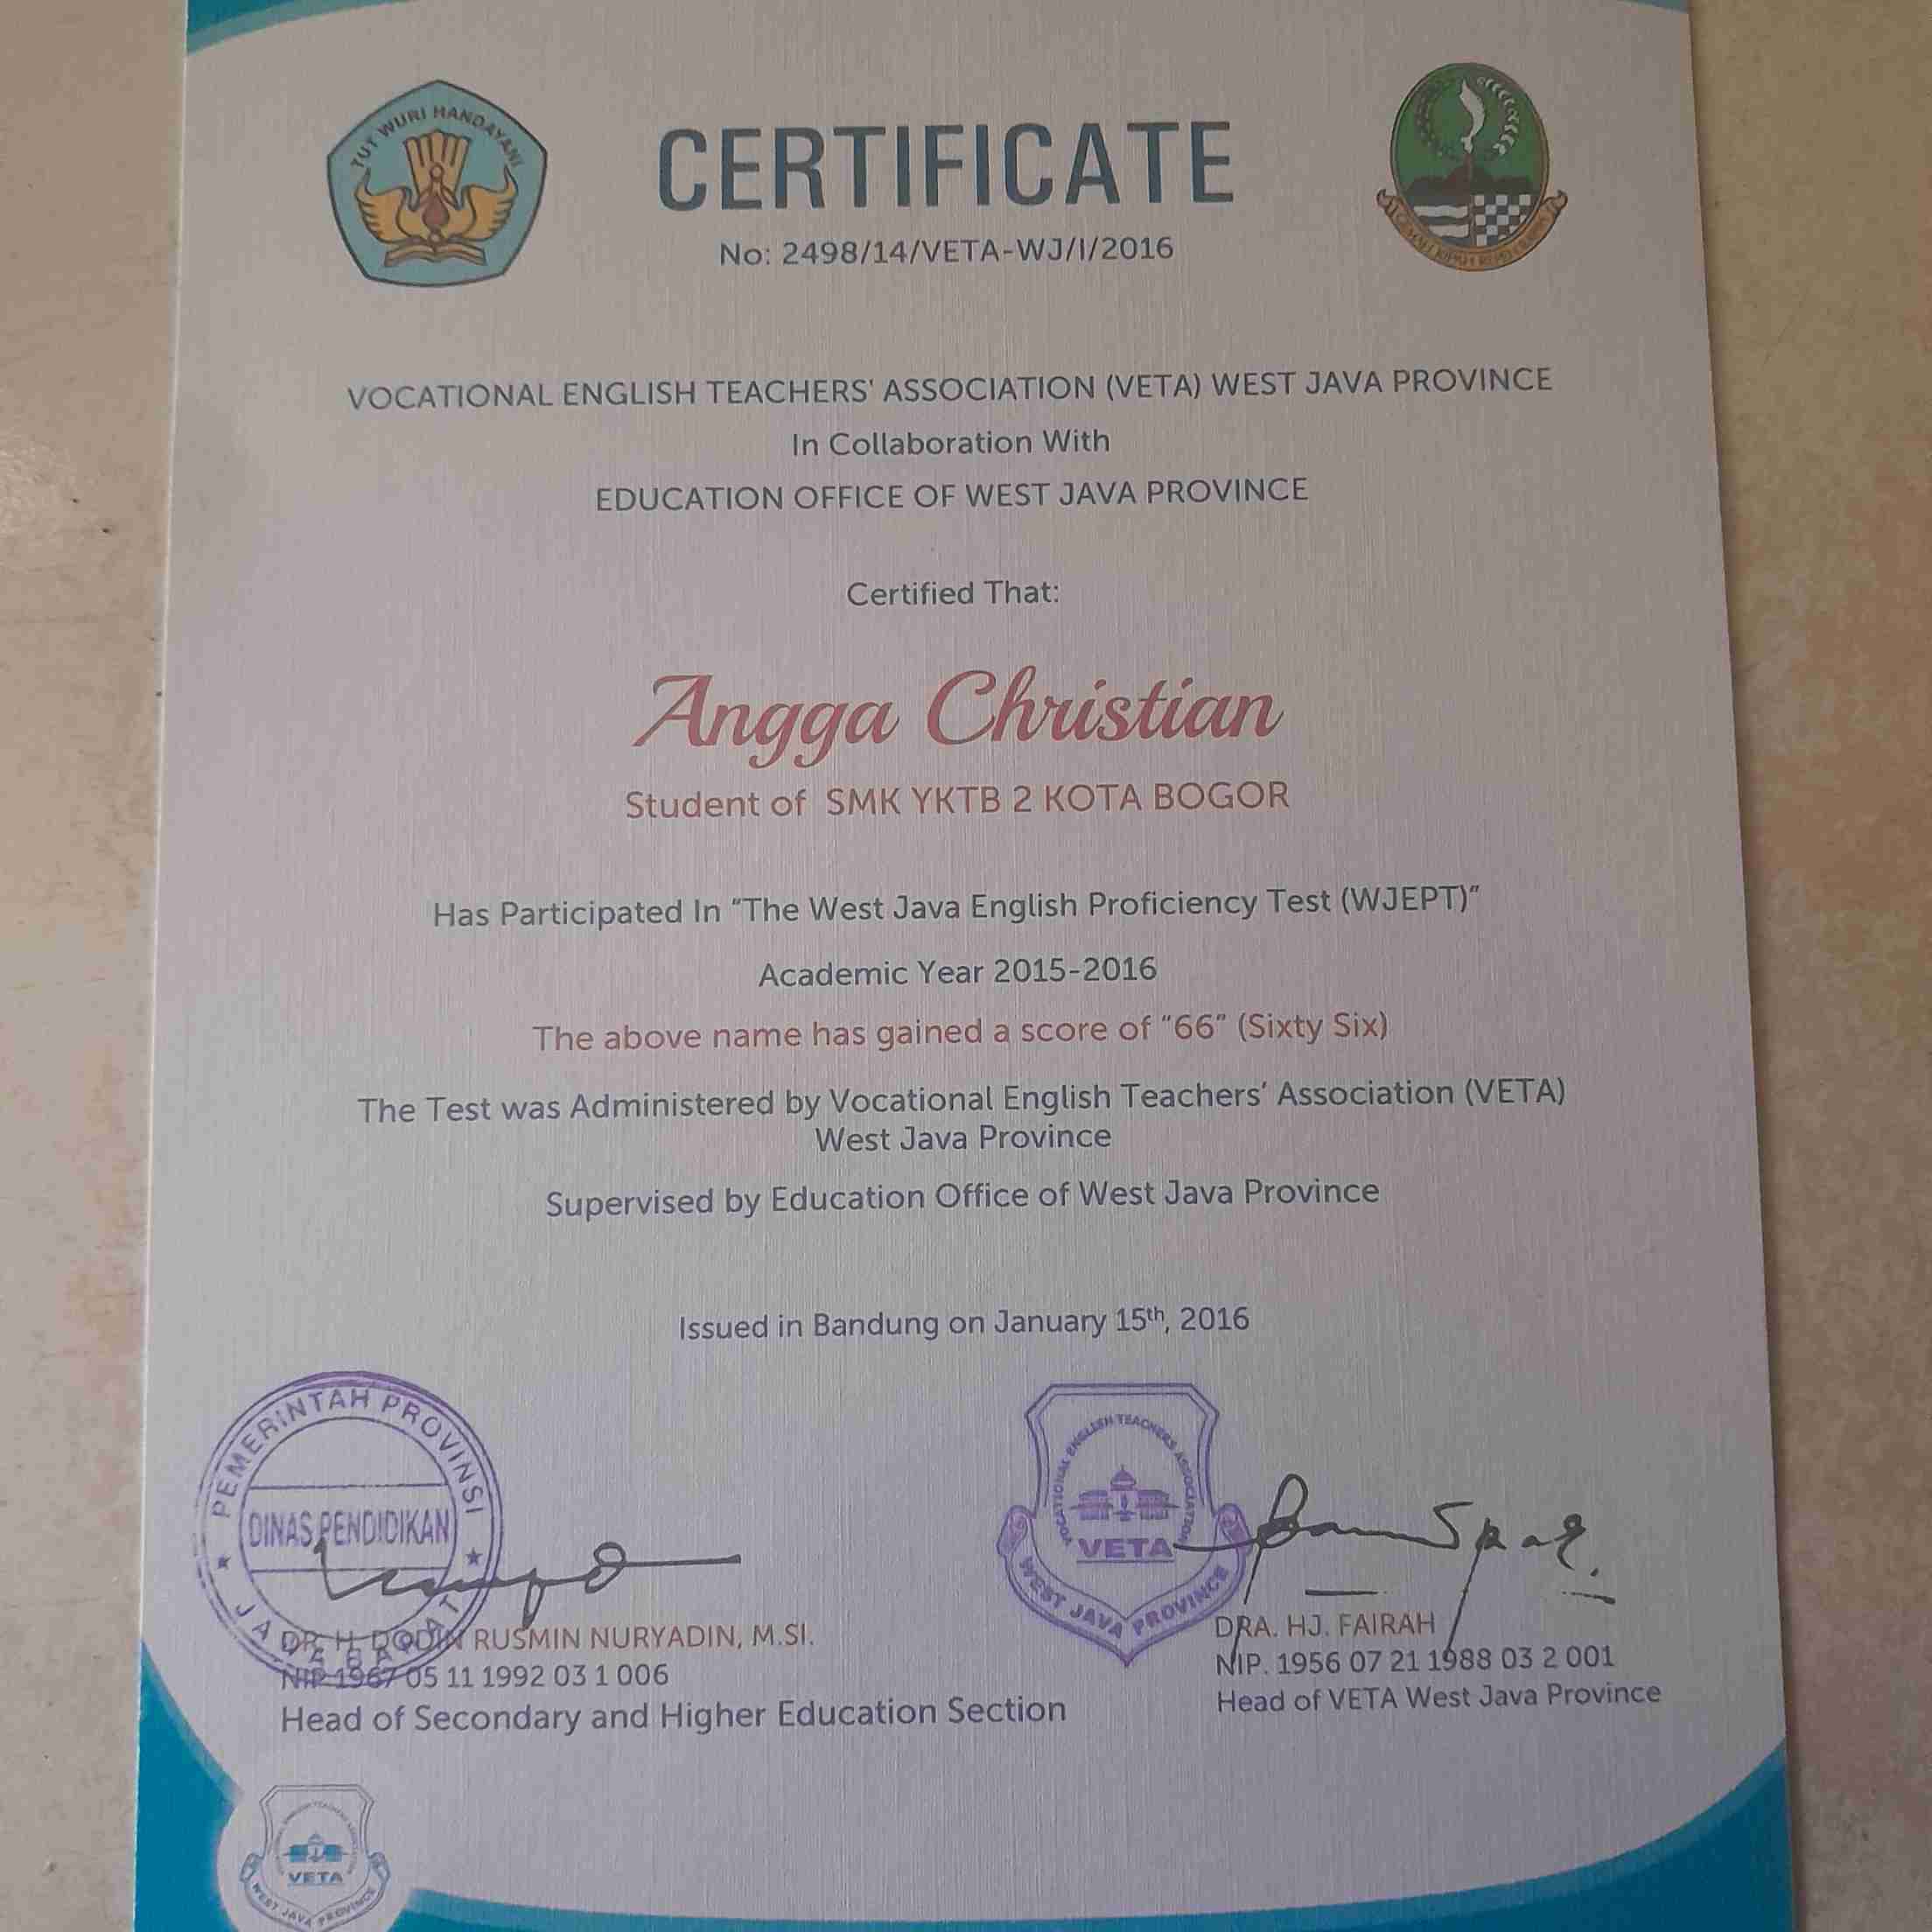 TUT WURI HANDAYANI
CERTIFICATE
No: 2498/14/VETA-WJ/I/2016
VOCATIONAL ENGLISH TEACHERS' ASSOCIATION (VETA) WEST JAVA PROVINCE
In Collaboration With
EDUCATION OFFICE OF WEST JAVA PROVINCE
Certified That:
Angga Christian
Student of SMK YKTB 2 KOTA BOGOR
Has Participated In “The West Java English Proficiency Test (WJEPT)”
Academic Year 2015-2016
The above name has gained a score of “66” (Sixty Six)
The Test was Administered by Vocational English Teachers’ Association (VETA)
West Java Province
Supervised by Education Office of West Java Province
Issued in Bandung on January 15th, 2016
PEMERINTAH PROVINSI
DINAS PENDIDIKAN
JAWA BARAT
VOCATIONAL ENGLISH TEACHERS ASSOCIATION
VETA
WEST JAVA PROVINCE
DR. H. DODIN RUSMIN NURYADIN, M.SI.
NIP 1967 05 11 1992 03 1 006
Head of Secondary and Higher Education Section
DRA. HJ. FAIRAH
NIP. 1956 07 21 1988 03 2 001
Head of VETA West Java Province
VETA
WEST JAVA PROVINCE